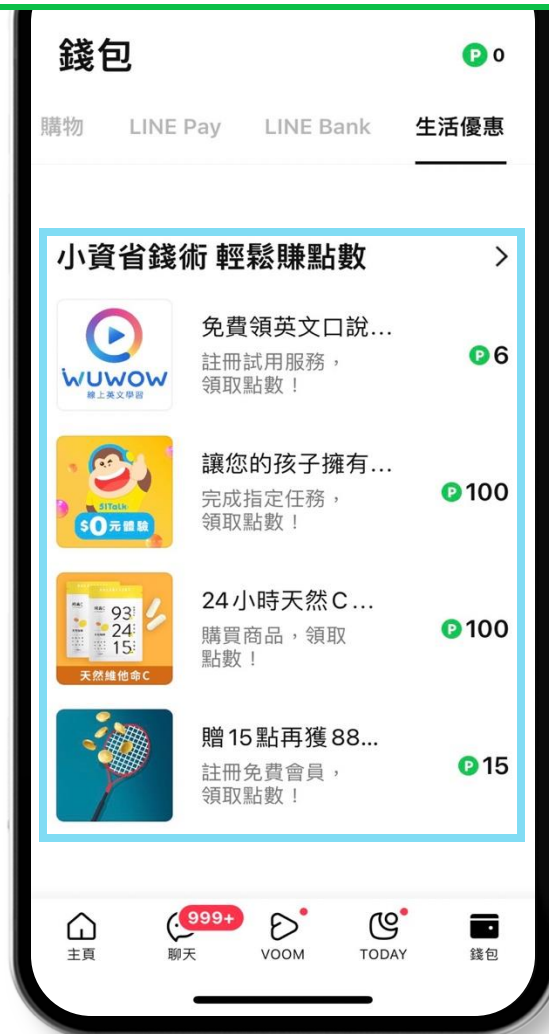 錢包
P 0
購物 LINE Pay LINE Bank 生活優惠
小資省錢術 輕鬆賺點數
WUWOW
線上英文學習
免費領英文口說...
註冊試用服務，
領取點數！
P 6
51Talk
$0元體驗
讓您的孩子擁有...
完成指定任務，
領取點數！
P 100
93
24
15
天然維他命C
24小時天然C...
購買商品，領取
點數！
P 100
贈15點再獲88...
註冊免費會員，
領取點數！
P 15
999+
主頁 聊天 VOOM TODAY 錢包